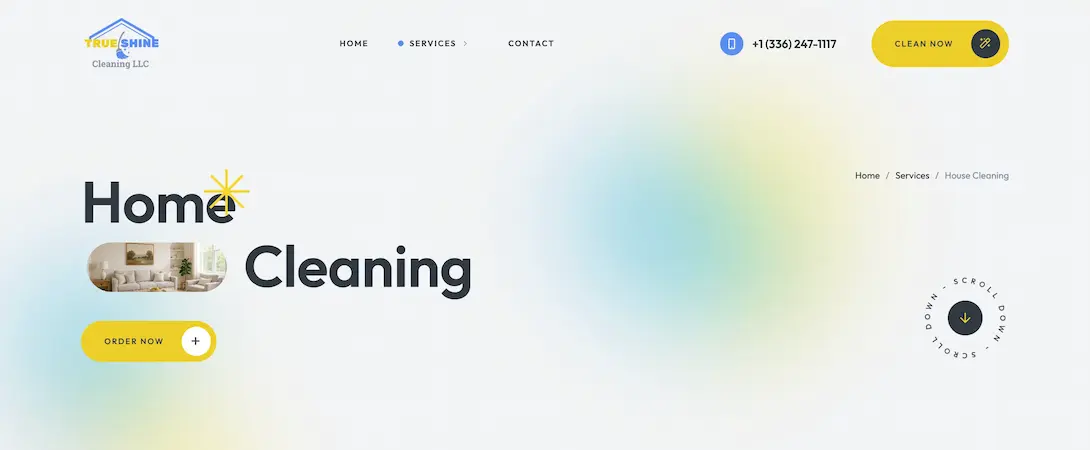 TRUE SHINE
Cleaning LLC
HOME
SERVICES
CONTACT
+1 (336) 247-1117
CLEAN NOW
Home / Services / House Cleaning
Home
Cleaning
ORDER NOW
SCROLL DOWN - SCROLL DOWN -